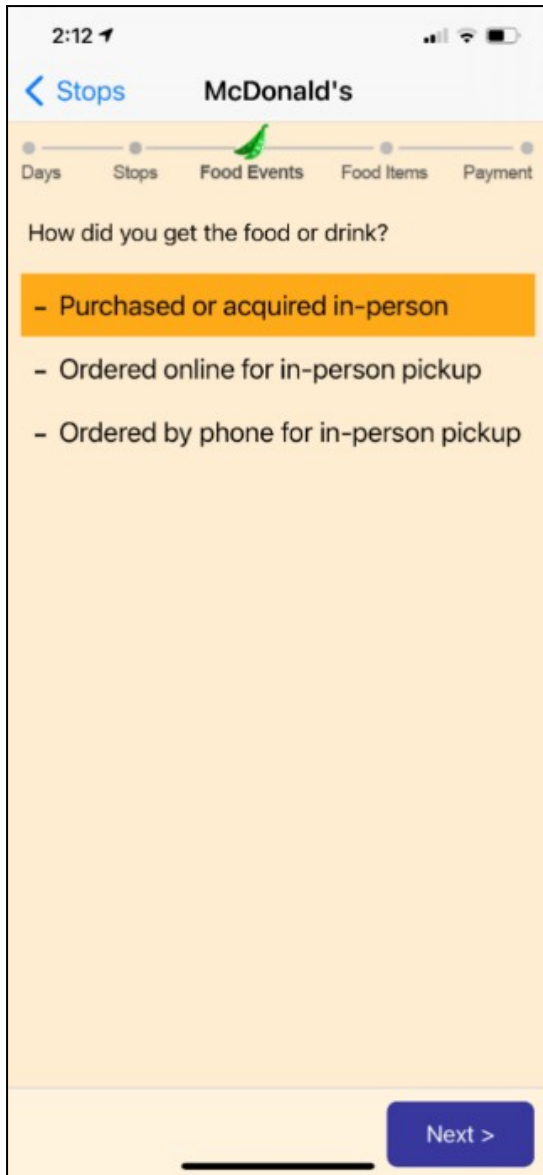 2:12
Stops McDonald's
Days Stops Food Events Food Items Payment
How did you get the food or drink?
– Purchased or acquired in-person
– Ordered online for in-person pickup
– Ordered by phone for in-person pickup
Next >